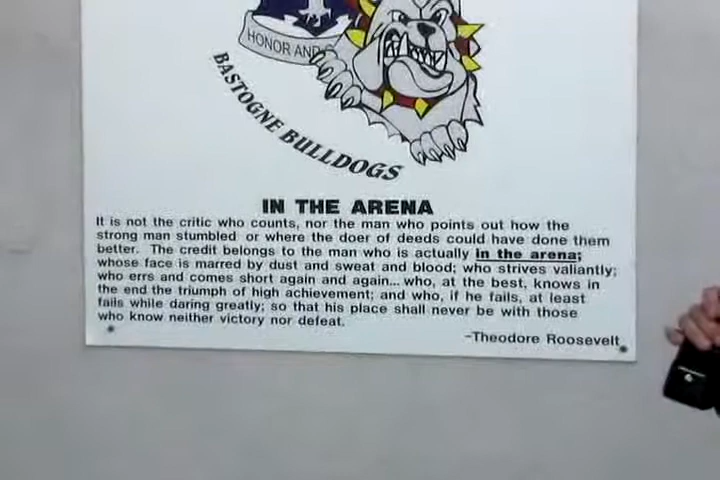 HONOR AND
BASTOGNE BULLDOGS
IN THE ARENA
It is not the critic who counts, nor the man who points out how the
strong man stumbled or where the doer of deeds could have done them
better. The credit belongs to the man who is actually in the arena;
whose face is marred by dust and sweat and blood; who strives valiantly;
who errs and comes short again and again... who, at the best, knows in
the end the triumph of high achievement; and who, if he fails, at least
fails while daring greatly; so that his place shall never be with those
who know neither victory nor defeat.
-Theodore Roosevelt